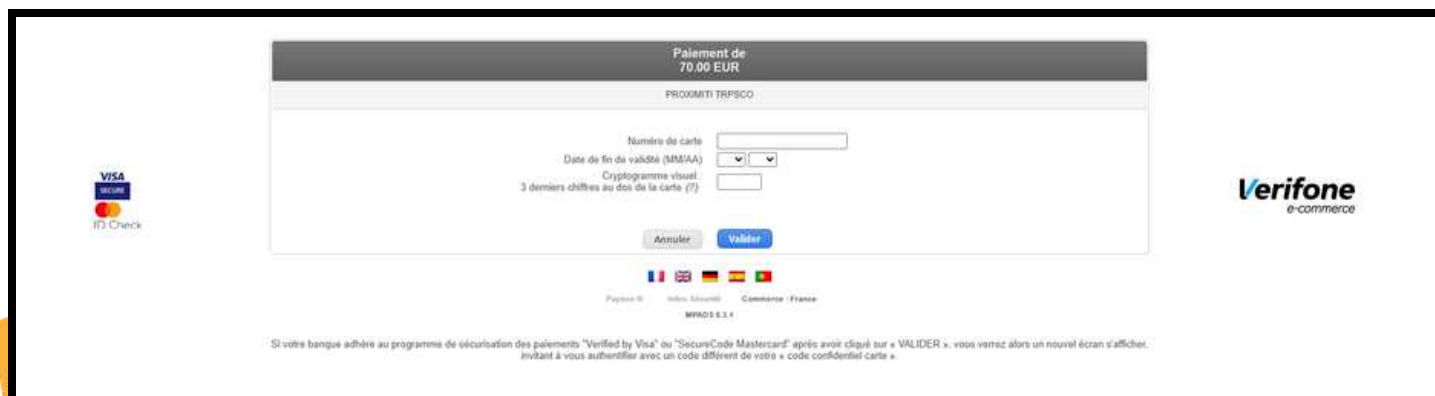 Paiement de
70.00 EUR
PROXIMITI TRPSCO
Numéro de carte
Date de fin de validité (MM/AA)
Cryptogramme visuel :
3 derniers chiffres au dos de la carte (?)
VISA
SECURE
ID Check
Verifone
e-commerce
Annuler Valider
Paybox © Infos Sécurité Commerce : France
Si votre banque adhère au programme de sécurisation des paiements "Verified by Visa" ou "SecureCode Mastercard" après avoir cliqué sur « VALIDER », vous verrez alors un nouvel écran s'afficher,
invitant à vous authentifier avec un code différent de votre « code confidentiel carte ».